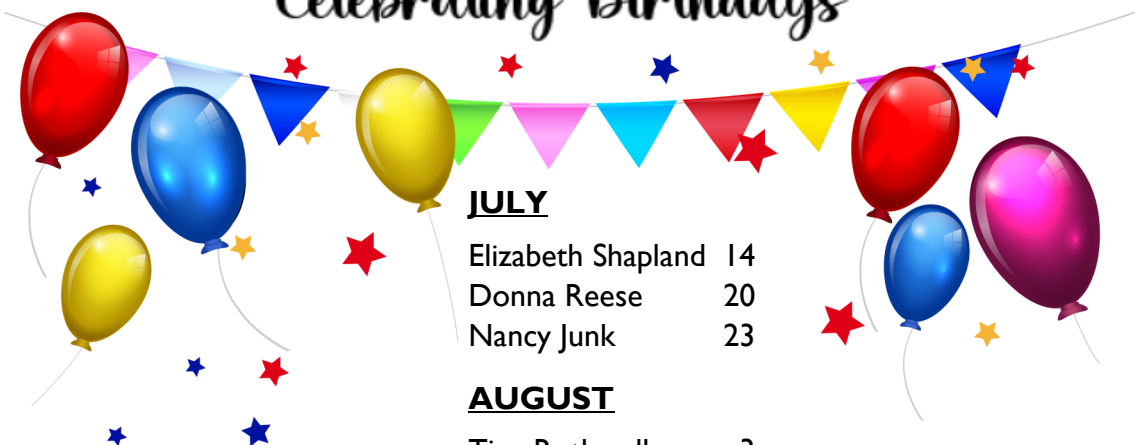 Celebrating Birthdays
JULY
Elizabeth Shapland 14
Donna Reese 20
Nancy Junk 23
AUGUST